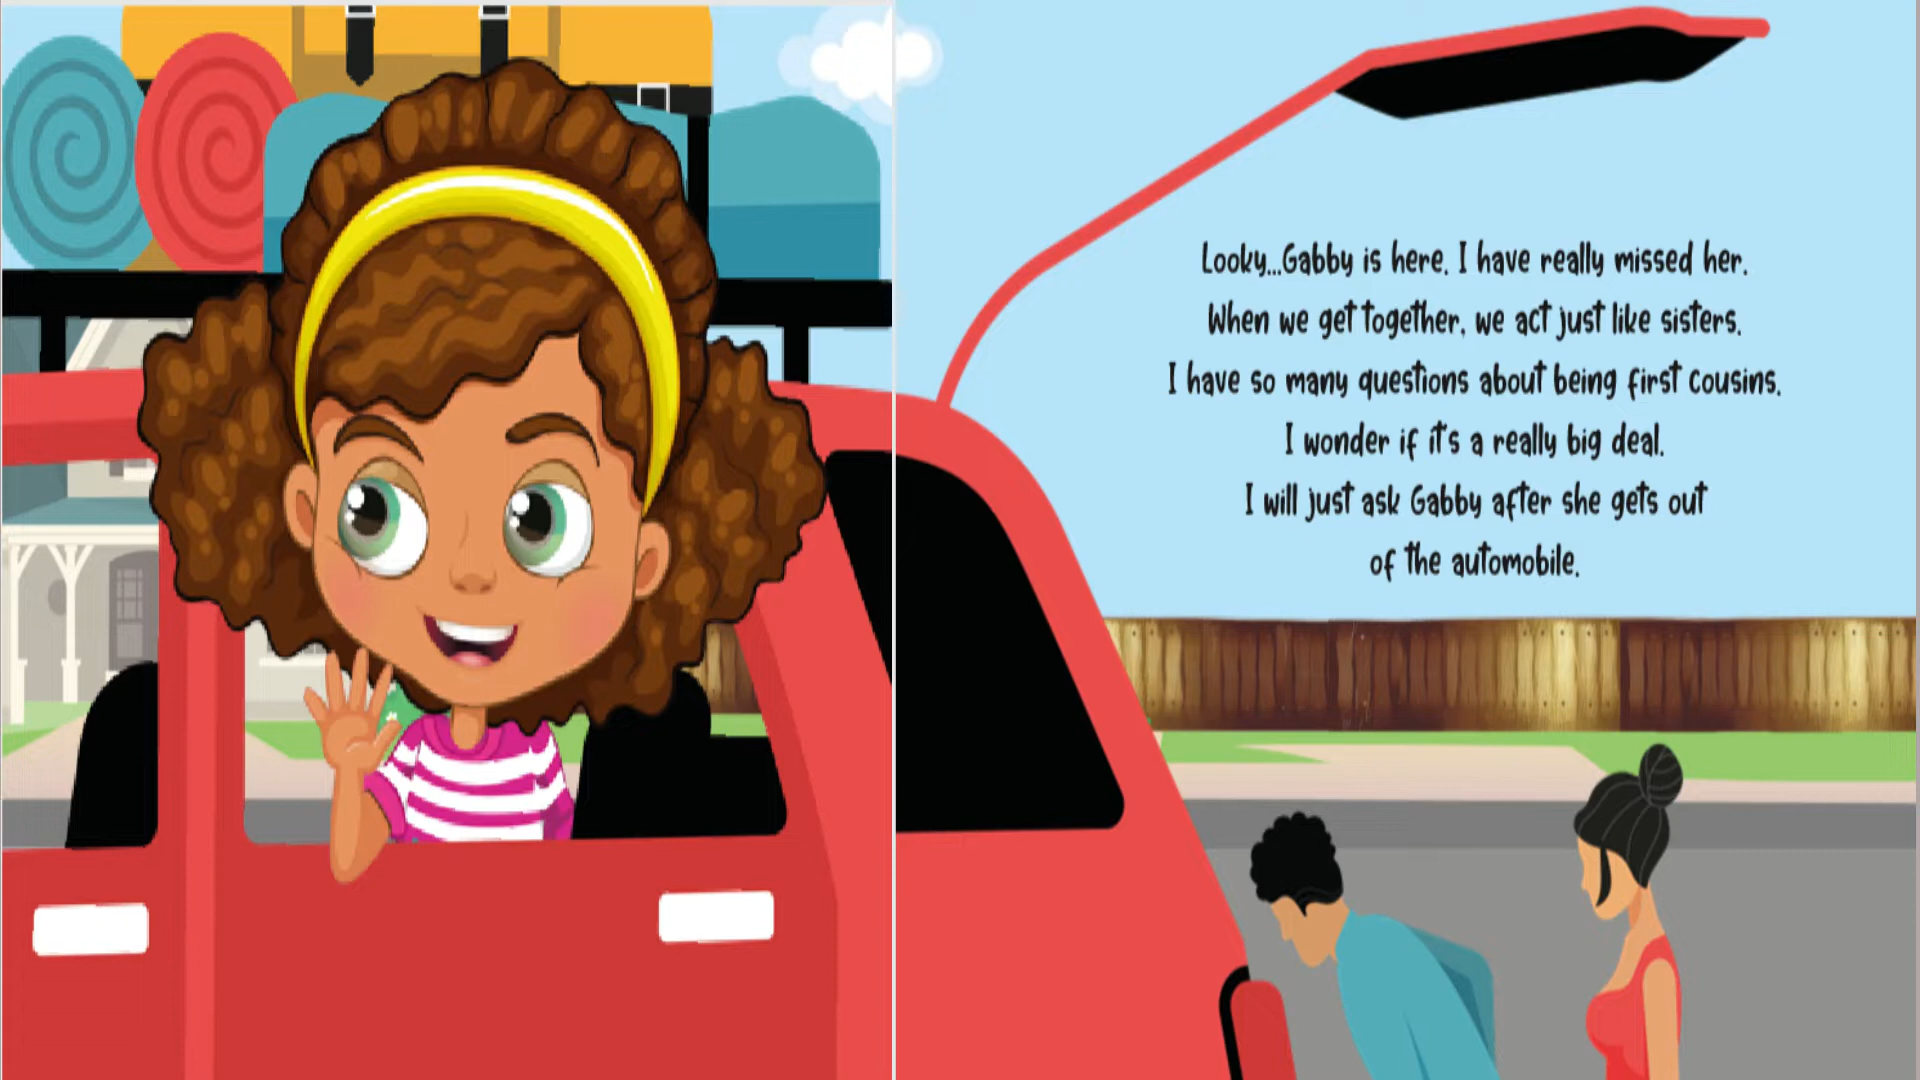 Looky...Gabby is here. I have really missed her.
When we get together, we act just like sisters.
I have so many questions about being first cousins.
I wonder if it's a really big deal.
I will just ask Gabby after she gets out
of the automobile.